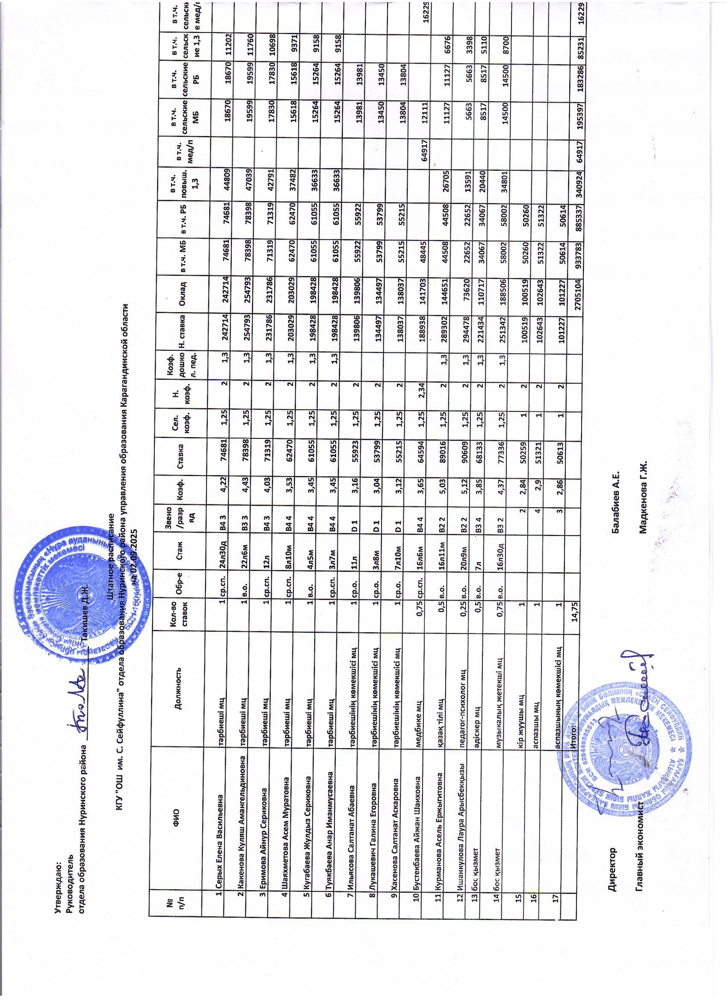 Утверждаю:
Руководитель
отдела образования Нуринского района Такишев Д.Ж.
Штатное расписание
КГУ "ОШ им. С. Сейфуллина" отдела образования Нуринского района управления образования Карагандинской области
на 02.09.2025
№ п/п ФИО Должность Кол-во ставок Обр-е Стаж Звено/разряд Коэф. Ставка Сел. коэф. Н. коэф. Коэф. дошкол. пед. Н. ставка Оклад в т.ч. МБ в т.ч. РБ в т.ч. повыш. 1,3 в т.ч. мед/п в т.ч. сельские МБ в т.ч. сельские РБ в т.ч. сельские 1,3 в т.ч. сельские мед/п
1 Серых Елена Васильевна тәрбиеші мц 1 ср.сп. 24л30д В4 3 4,22 74681 1,25 2 1,3 242714 242714 74681 74681 44809 18670 18670 11202
2 Какенова Куляш Амангельдиновна тәрбиеші мц 1 в.о. 22л6м В3 3 4,43 78398 1,25 2 1,3 254793 254793 78398 78398 47039 19599 19599 11760
3 Еримова Айнур Сериковна тәрбиеші мц 1 ср.сп. 12л В4 3 4,03 71319 1,25 2 1,3 231786 231786 71319 71319 42791 17830 17830 10698
4 Шаяхметова Асем Муратовна тәрбиеші мц 1 ср.сп. 8л10м В4 4 3,53 62470 1,25 2 1,3 203029 203029 62470 62470 37482 15618 15618 9371
5 Кугабаева Жулдыз Сериковна тәрбиеші мц 1 в.о. 4л5м В4 4 3,45 61055 1,25 2 1,3 198428 198428 61055 61055 36633 15264 15264 9158
6 Туякбаева Анар Иманмусаевна тәрбиеші мц 1 ср.сп. 3л7м В4 4 3,45 61055 1,25 2 1,3 198428 198428 61055 61055 36633 15264 15264 9158
7 Ильясова Салтанат Абаевна тәрбиешінің көмекшісі мц 1 ср.о. 11л D 1 3,16 55923 1,25 2 139806 139806 55922 55922 13981 13981
8 Лукашевич Галина Егоровна тәрбиешінің көмекшісі мц 1 ср.о. 3л8м D 1 3,04 53799 1,25 2 134497 134497 53799 53799 13450 13450
9 Хасенова Салтанат Аскаровна тәрбиешінің көмекшісі мц 1 ср.о. 7л10м D 1 3,12 55215 1,25 2 138037 138037 55215 55215 13804 13804
10 Бустекбаева Айжан Шаиховна медбике мц 0,75 ср.сп. 16л6м В4 4 3,65 64594 1,25 2,34 188938 141703 48445 64917 12111 16229
11 Курманова Асель Ержыгитовна қазақ тілі мц 0,5 в.о. 16л11м В2 2 5,03 89016 1,25 2 1,3 289302 144651 44508 44508 26705 11127 11127 6676
12 Ишанкулова Лаура Арысбекқызы педагог-психолог мц 0,25 в.о. 20л9м В2 2 5,12 90609 1,25 2 1,3 294478 73620 22652 22652 13591 5663 5663 3398
13 бос қызмет әдіскер мц 0,5 в.о. 7л В3 4 3,85 68133 1,25 2 1,3 221434 110717 34067 34067 20440 8517 8517 5110
14 бос қызмет музыкалық жетекші мц 0,75 в.о. 16л30д В3 2 4,37 77336 1,25 2 1,3 251342 188506 58002 58002 34801 14500 14500 8700
15 кір жуушы мц 1 2 2,84 50259 1 2 100519 100519 50260 50260
16 аспазшы мц 1 4 2,9 51321 1 2 102643 102643 51322 51322
17 аспазшының көмекшісі мц 1 3 2,86 50613 1 2 101227 101227 50614 50614
Итого: 14,75 2705104 933783 885337 340924 64917 195397 183286 85231 16229
Директор Балабиев А.Е.
Главный экономист Мадкенова Г.Ж.